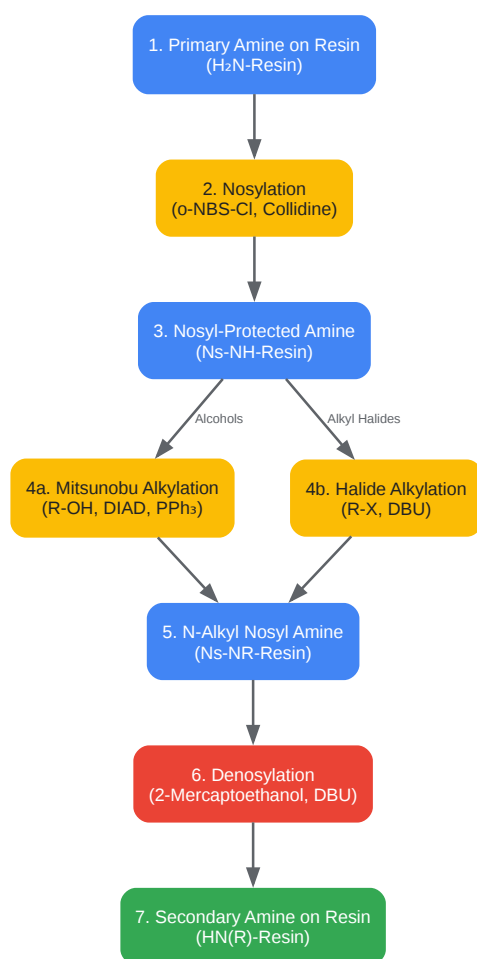 1. Primary Amine on Resin
(H₂N-Resin)
2. Nosylation
(o-NBS-Cl, Collidine)
3. Nosyl-Protected Amine
(Ns-NH-Resin)
Alcohols
Alkyl Halides
4a. Mitsunobu Alkylation
(R-OH, DIAD, PPh₃)
4b. Halide Alkylation
(R-X, DBU)
5. N-Alkyl Nosyl Amine
(Ns-NR-Resin)
6. Denosylation
(2-Mercaptoethanol, DBU)
7. Secondary Amine on Resin
(HN(R)-Resin)